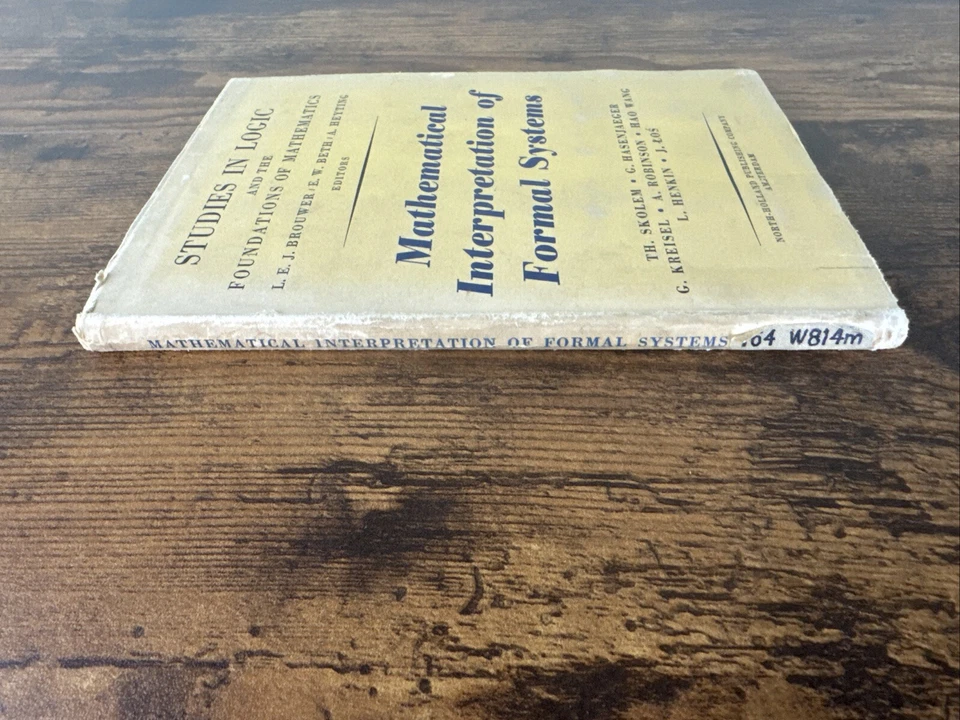 STUDIES IN LOGIC
AND THE
FOUNDATIONS OF MATHEMATICS
L. E. J. BROUWER / E. W. BETH / A. HEYTING
EDITORS
Mathematical
Interpretation of
Formal Systems
TH. SKOLEM • G. HASENJAEGER
G. KREISEL • A. ROBINSON • HAO WANG
L. HENKIN • J. ŁOŚ
NORTH-HOLLAND PUBLISHING COMPANY
AMSTERDAM
MATHEMATICAL INTERPRETATION OF FORMAL SYSTEMS
.64 W814m